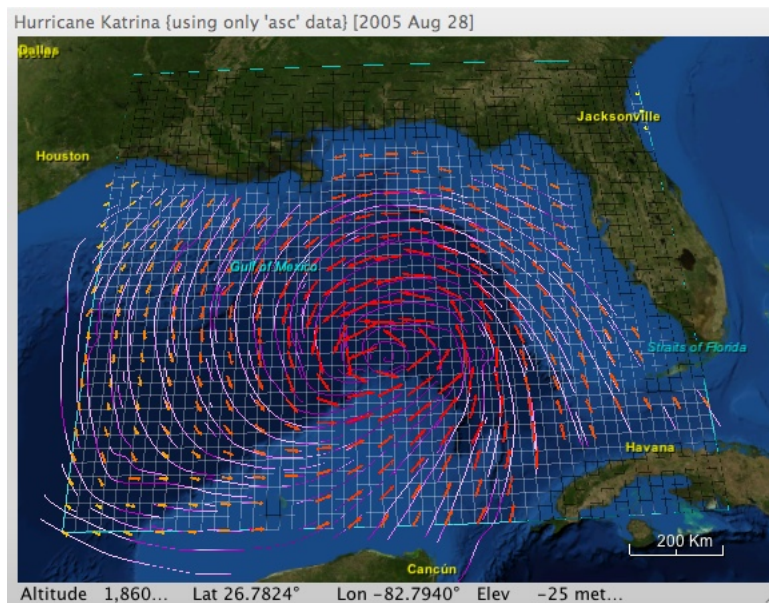 Hurricane Katrina {using only 'asc' data} [2005 Aug 28]
Dallas
Jacksonville
Houston
Gulf of Mexico
Straits of Florida
Havana
200 Km
Cancún
Altitude 1,860... Lat 26.7824° Lon -82.7940° Elev -25 met...